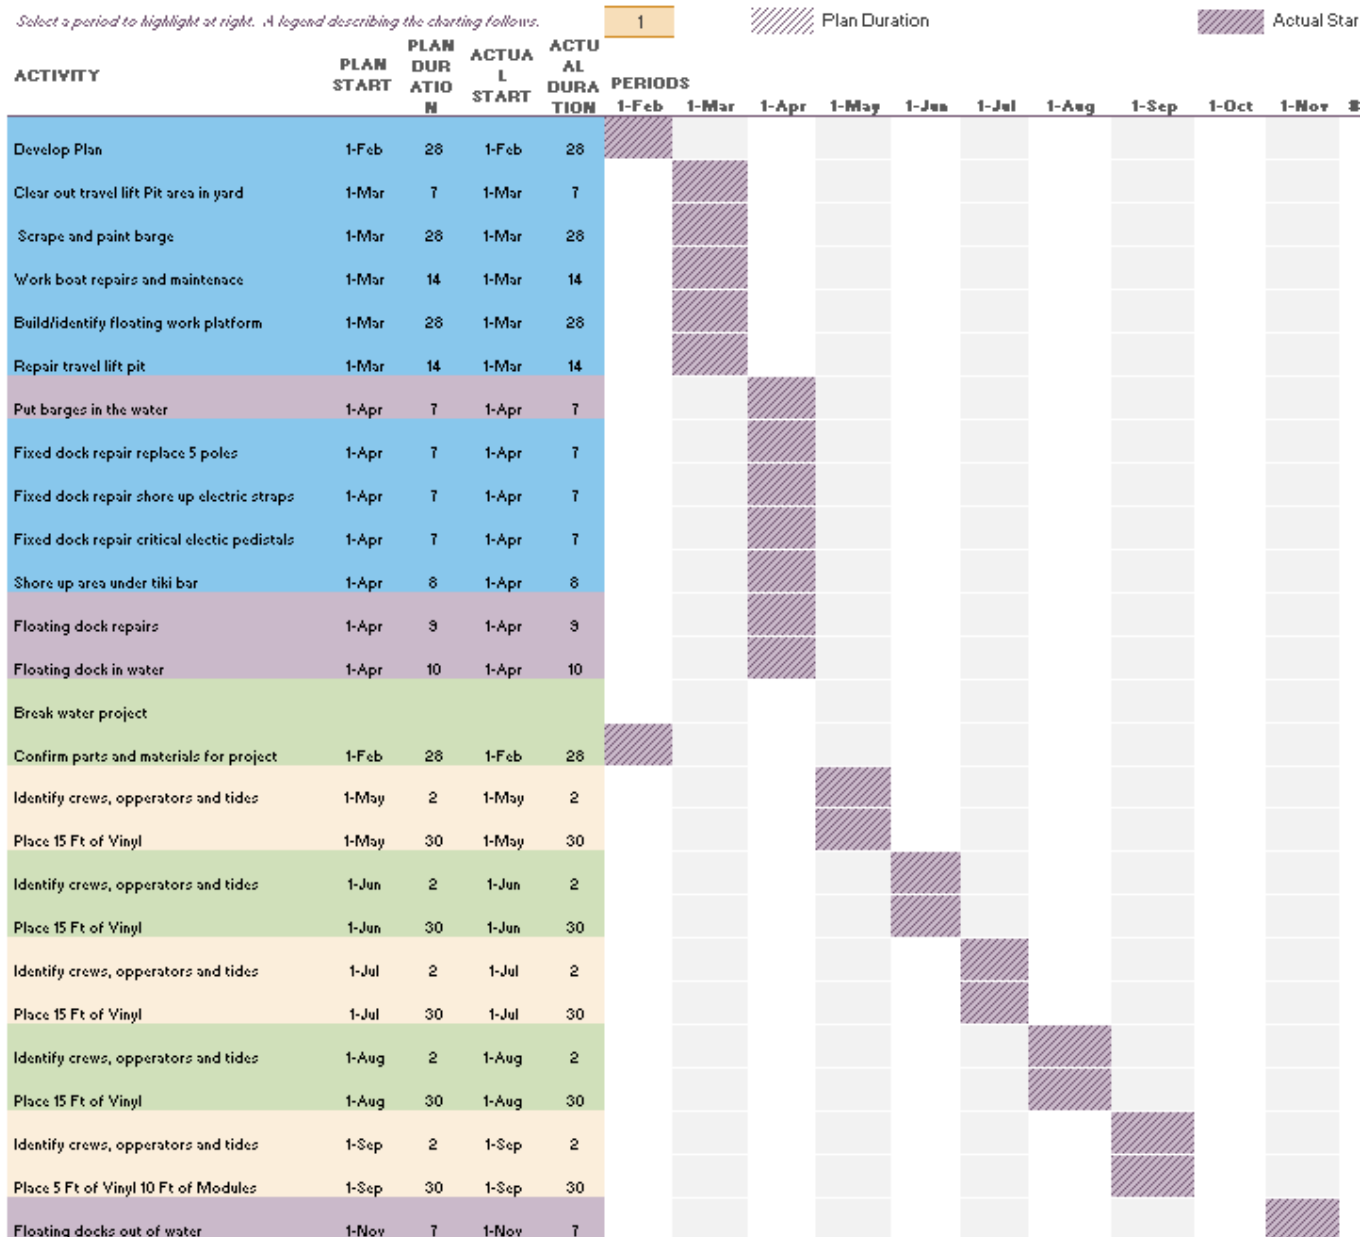 Select a period to highlight at right. A legend describing the charting follows. 1 Plan Duration Actual Star
ACTIVITY PLAN START PLAN DURATION ACTUAL START ACTUAL DURATION PERIODS
1-Feb 1-Mar 1-Apr 1-May 1-Jun 1-Jul 1-Aug 1-Sep 1-Oct 1-Nov
Develop Plan 1-Feb 28 1-Feb 28
Clear out travel lift Pit area in yard 1-Mar 7 1-Mar 7
Scrape and paint barge 1-Mar 28 1-Mar 28
Work boat repairs and maintenace 1-Mar 14 1-Mar 14
Build/identify floating work platform 1-Mar 28 1-Mar 28
Repair travel lift pit 1-Mar 14 1-Mar 14
Put barges in the water 1-Apr 7 1-Apr 7
Fixed dock repair replace 5 poles 1-Apr 7 1-Apr 7
Fixed dock repair shore up electric straps 1-Apr 7 1-Apr 7
Fixed dock repair critical electic pedistals 1-Apr 7 1-Apr 7
Shore up area under tiki bar 1-Apr 8 1-Apr 8
Floating dock repairs 1-Apr 9 1-Apr 9
Floating dock in water 1-Apr 10 1-Apr 10
Break water project
Confirm parts and materials for project 1-Feb 28 1-Feb 28
Identify crews, opperators and tides 1-May 2 1-May 2
Place 15 Ft of Vinyl 1-May 30 1-May 30
Identify crews, opperators and tides 1-Jun 2 1-Jun 2
Place 15 Ft of Vinyl 1-Jun 30 1-Jun 30
Identify crews, opperators and tides 1-Jul 2 1-Jul 2
Place 15 Ft of Vinyl 1-Jul 30 1-Jul 30
Identify crews, opperators and tides 1-Aug 2 1-Aug 2
Place 15 Ft of Vinyl 1-Aug 30 1-Aug 30
Identify crews, opperators and tides 1-Sep 2 1-Sep 2
Place 5 Ft of Vinyl 10 Ft of Modules 1-Sep 30 1-Sep 30
Floating docks out of water 1-Nov 7 1-Nov 7